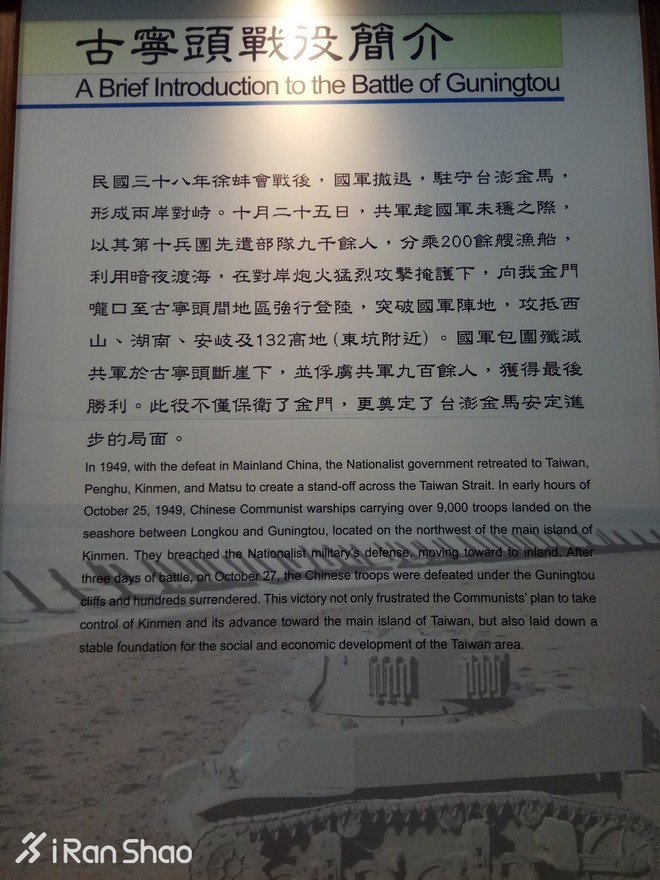 古寧頭戰役簡介
A Brief Introduction to the Battle of Guningtou
民國三十八年徐蚌會戰後，國軍撤退，駐守台澎金馬，
形成兩岸對峙。十月二十五日，共軍趁國軍未穩之際，
以其第十兵團先遣部隊九千餘人，分乘200餘艘漁船，
利用暗夜渡海，在對岸炮火猛烈攻擊掩護下，向我金門
嚨口至古寧頭間地區強行登陸，突破國軍陣地，攻抵西
山、湖南、安岐及132高地(東坑附近)。國軍包圍殲滅
共軍於古寧頭斷崖下，並俘虜共軍九百餘人，獲得最後
勝利。此役不僅保衛了金門，更奠定了台澎金馬安定進
步的局面。
In 1949, with the defeat in Mainland China, the Nationalist government retreated to Taiwan,
Penghu, Kinmen, and Matsu to create a stand-off across the Taiwan Strait. In early hours of
October 25, 1949, Chinese Communist warships carrying over 9,000 troops landed on the
seashore between Longkou and Guningtou, located on the northwest of the main island of
Kinmen. They breached the Nationalist military's defense, moving toward to inland. After
three days of battle, on October 27, the Chinese troops were defeated under the Guningtou
cliffs and hundreds surrendered. This victory not only frustrated the Communists' plan to take
control of Kinmen and its advance toward the main island of Taiwan, but also laid down a
stable foundation for the social and economic development of the Taiwan area.
iRanShao